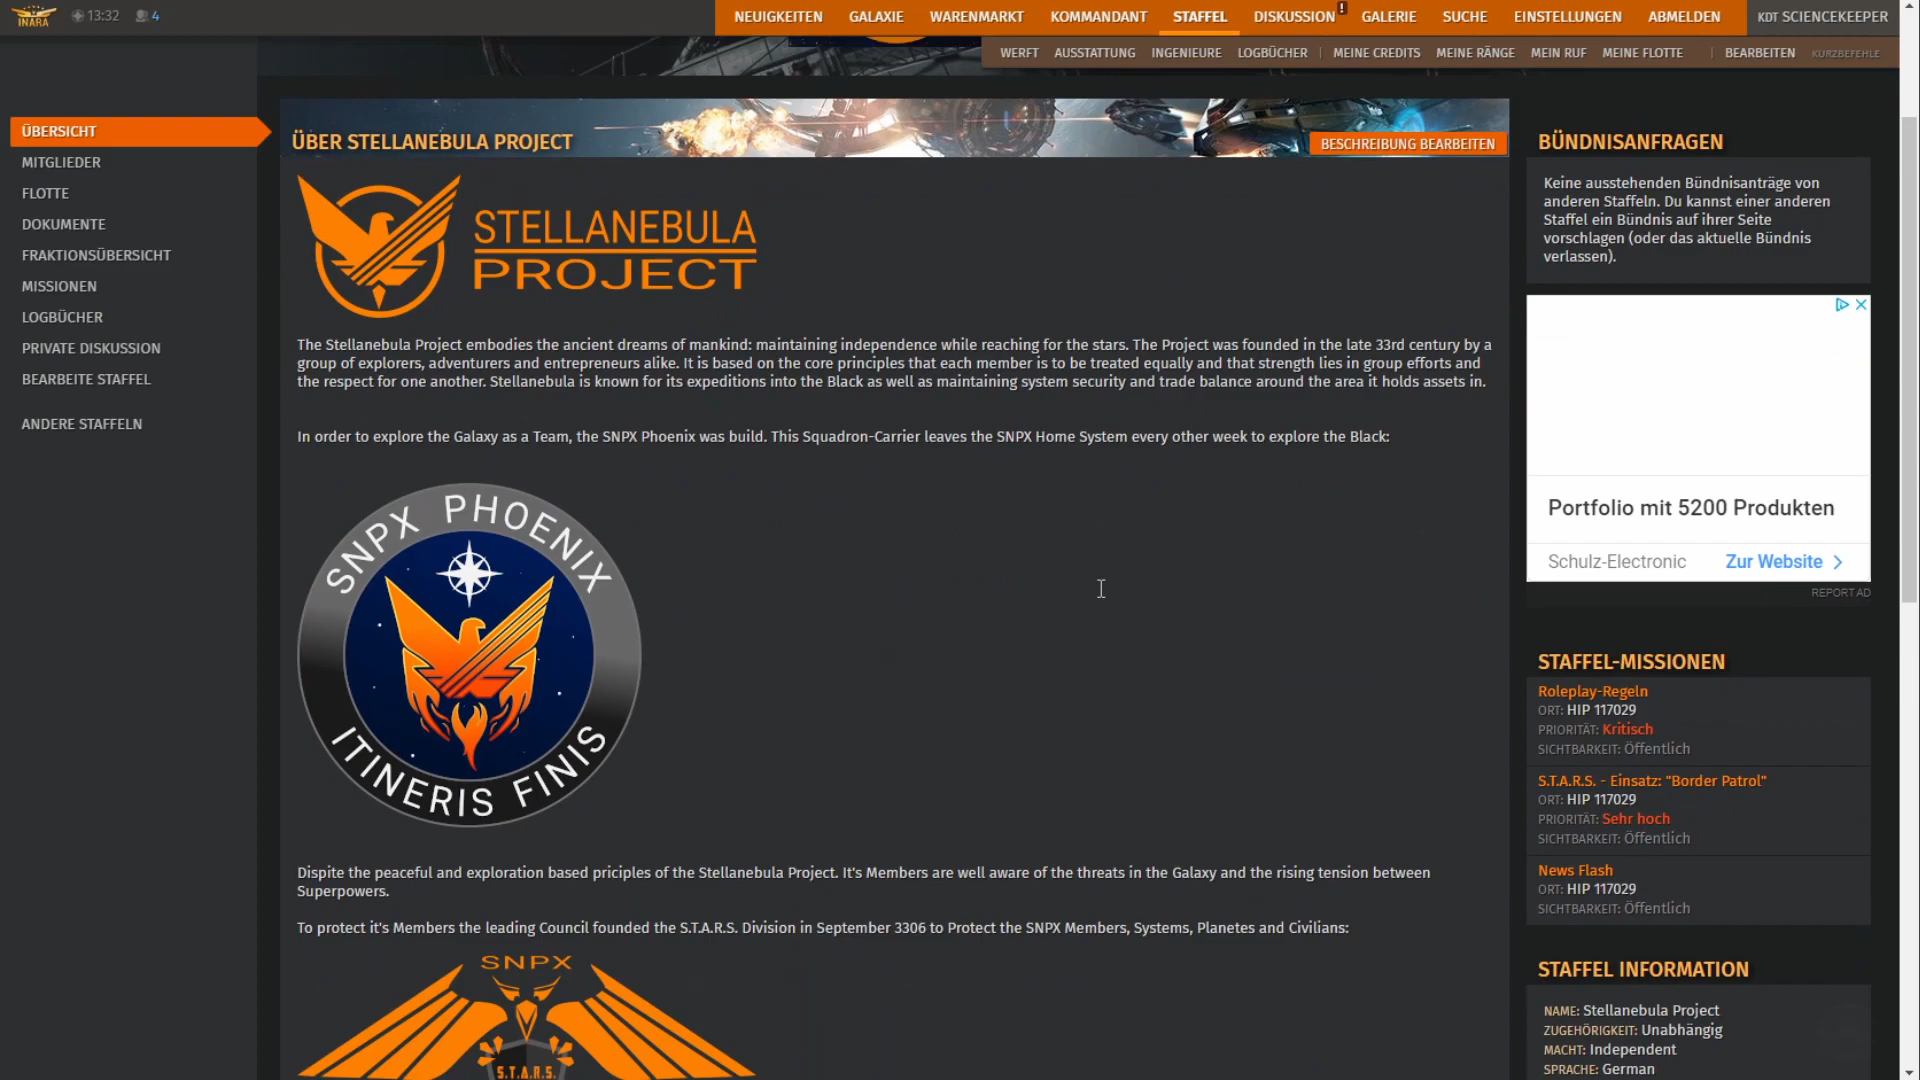 INARA
13:32
4
NEUIGKEITEN GALAXIE WARENMARKT KOMMANDANT STAFFEL DISKUSSION ! GALERIE SUCHE EINSTELLUNGEN ABMELDEN KDT SCIENCEKEEPER
WERFT AUSSTATTUNG INGENIEURE LOGBÜCHER | MEINE CREDITS MEINE RÄNGE MEIN RUF MEINE FLOTTE | BEARBEITEN KURZBEFEHLE
ÜBERSICHT
MITGLIEDER
FLOTTE
DOKUMENTE
FRAKTIONSÜBERSICHT
MISSIONEN
LOGBÜCHER
PRIVATE DISKUSSION
BEARBEITE STAFFEL
ANDERE STAFFELN
ÜBER STELLANEBULA PROJECT
BESCHREIBUNG BEARBEITEN
STELLANEBULA
PROJECT
The Stellanebula Project embodies the ancient dreams of mankind: maintaining independence while reaching for the stars. The Project was founded in the late 33rd century by a
group of explorers, adventurers and entrepreneurs alike. It is based on the core principles that each member is to be treated equally and that strength lies in group efforts and
the respect for one another. Stellanebula is known for its expeditions into the Black as well as maintaining system security and trade balance around the area it holds assets in.
In order to explore the Galaxy as a Team, the SNPX Phoenix was build. This Squadron-Carrier leaves the SNPX Home System every other week to explore the Black:
SNPX PHOENIX
ITINERIS FINIS
Dispite the peaceful and exploration based priciples of the Stellanebula Project. It's Members are well aware of the threats in the Galaxy and the rising tension between
Superpowers.
To protect it's Members the leading Council founded the S.T.A.R.S. Division in September 3306 to Protect the SNPX Members, Systems, Planetes and Civilians:
SNPX
S.T.A.R.S.
BÜNDNISANFRAGEN
Keine ausstehenden Bündnisanträge von
anderen Staffeln. Du kannst einer anderen
Staffel ein Bündnis auf ihrer Seite
vorschlagen (oder das aktuelle Bündnis
verlassen).
Portfolio mit 5200 Produkten
Schulz-Electronic Zur Website
REPORT AD
STAFFEL-MISSIONEN
Roleplay-Regeln
ORT: HIP 117029
PRIORITÄT: Kritisch
SICHTBARKEIT: Öffentlich
S.T.A.R.S. - Einsatz: "Border Patrol"
ORT: HIP 117029
PRIORITÄT: Sehr hoch
SICHTBARKEIT: Öffentlich
News Flash
ORT: HIP 117029
SICHTBARKEIT: Öffentlich
STAFFEL INFORMATION
NAME: Stellanebula Project
ZUGEHÖRIGKEIT: Unabhängig
MACHT: Independent
SPRACHE: German